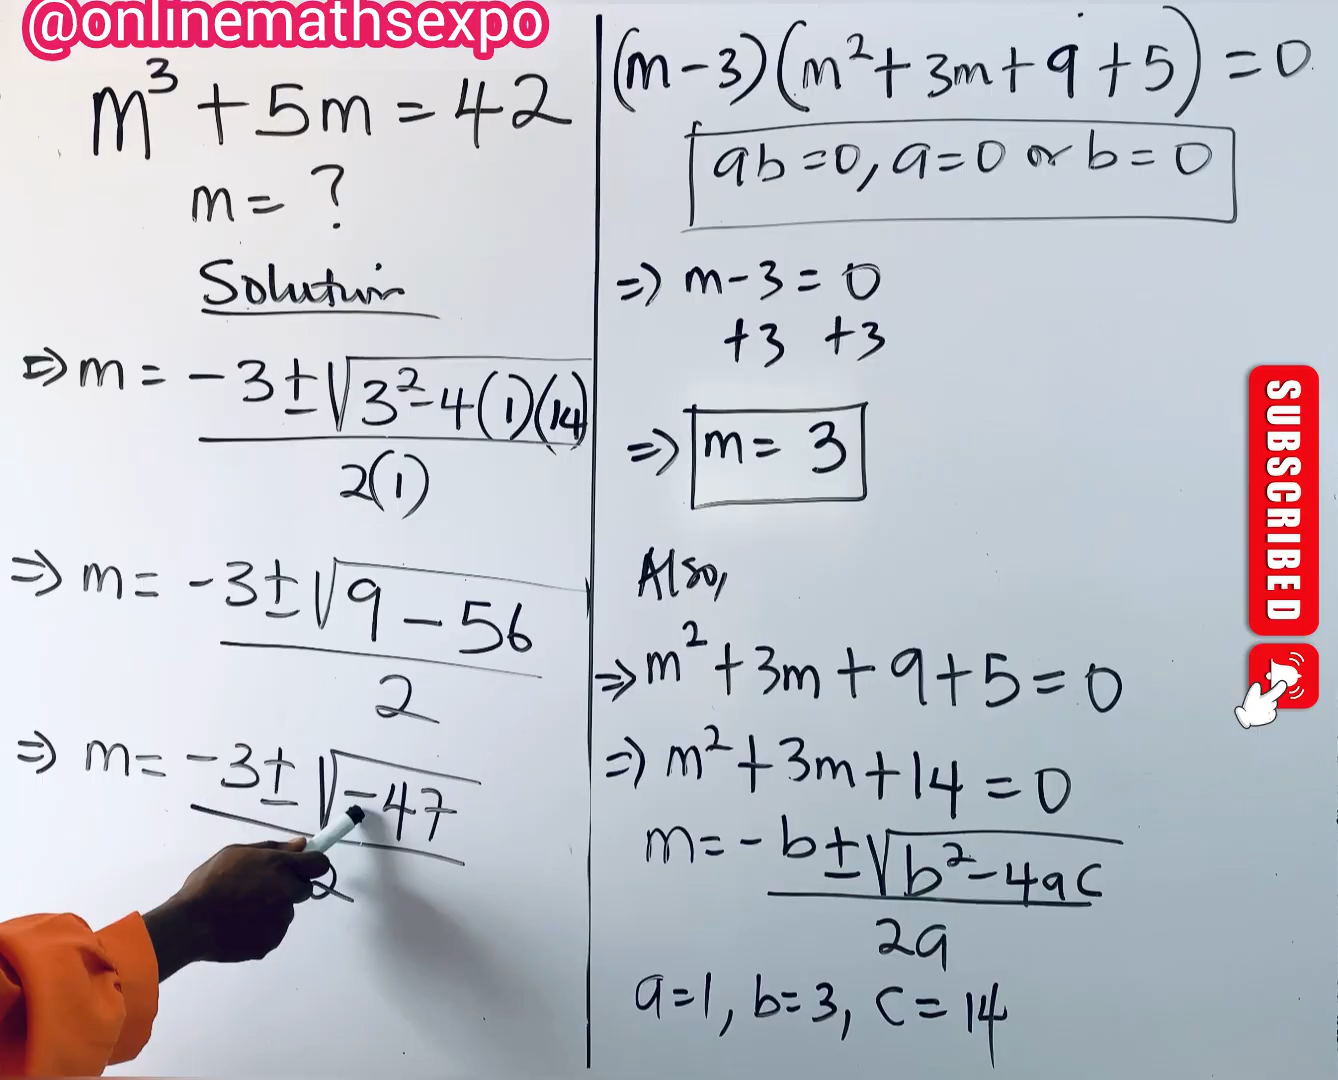 @onlinemathsexpo
m³ + 5m = 42
m = ?
Solution
⇒ m = -3 ± √(3² - 4(1)(14)) / 2(1)
⇒ m = -3 ± √(9 - 56) / 2
⇒ m = -3 ± √(-47) / 2
(m - 3)(m² + 3m + 9 + 5) = 0
ab = 0, a = 0 or b = 0
⇒ m - 3 = 0
+3 +3
⇒ m = 3
Also,
⇒ m² + 3m + 9 + 5 = 0
⇒ m² + 3m + 14 = 0
m = -b ± √(b² - 4ac) / 2a
a = 1, b = 3, c = 14
SUBSCRIBED